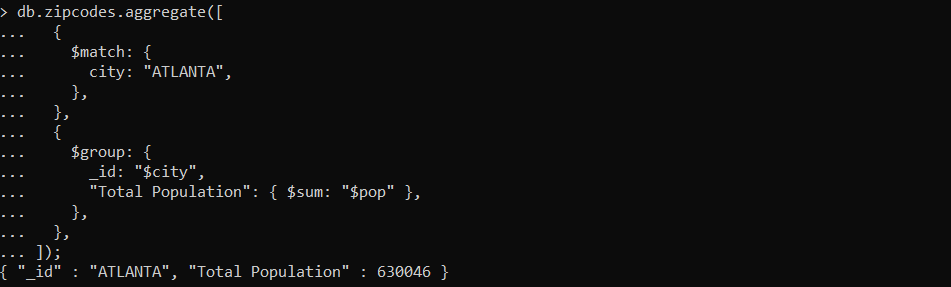 > db.zipcodes.aggregate([
...   {
...     $match: {
...       city: "ATLANTA",
...     },
...   },
...   {
...     $group: {
...       _id: "$city",
...       "Total Population": { $sum: "$pop" },
...     },
...   },
... ]);
{ "_id" : "ATLANTA", "Total Population" : 630046 }